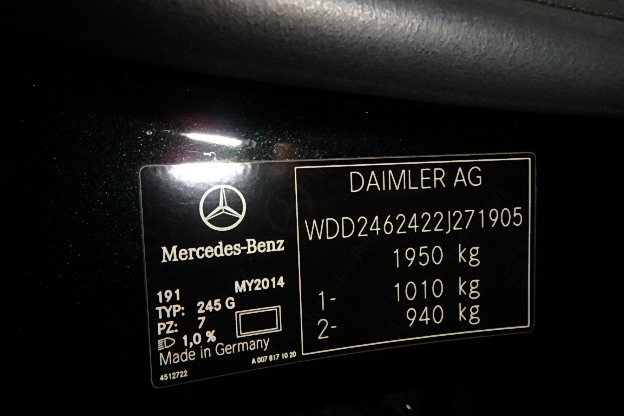 Mercedes-Benz
191 MY2014
TYP: 245 G
PZ: 7
1,0 %
Made in Germany
4512722 A 007 817 10 20
DAIMLER AG
WDD2462422J271905
1950 kg
1- 1010 kg
2- 940 kg